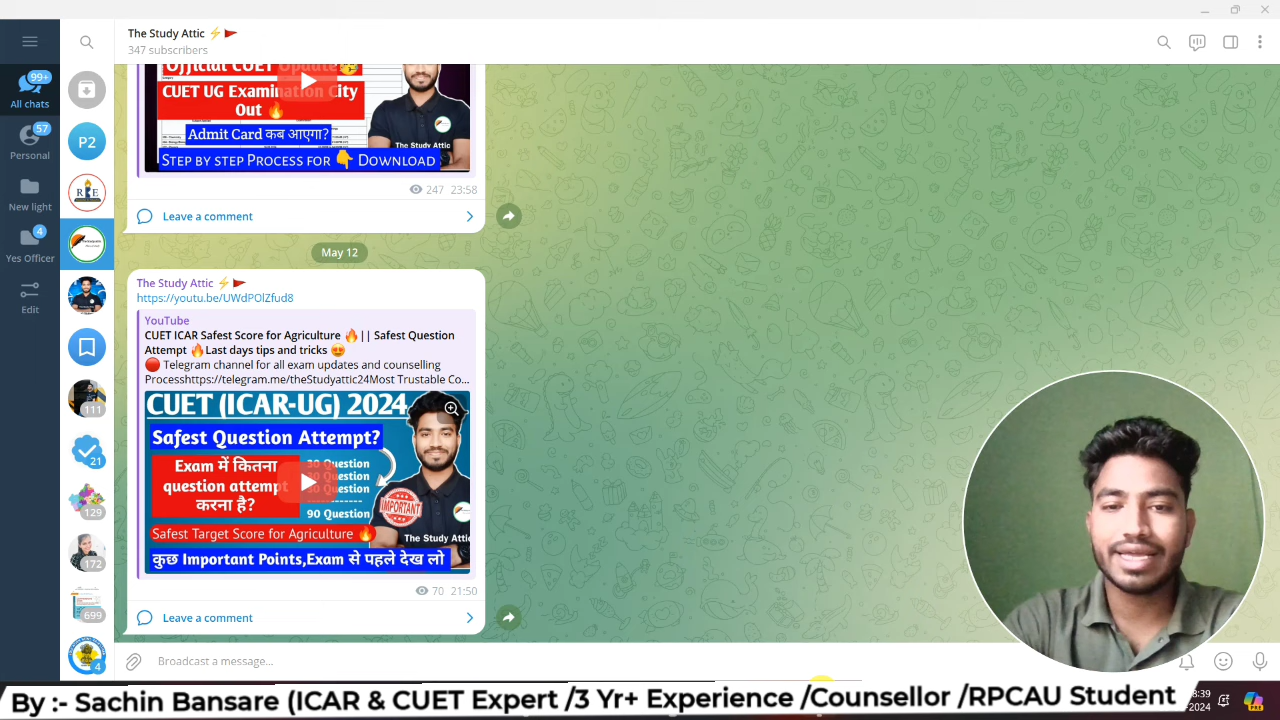 The Study Attic ⚡🚩
347 subscribers
99+
All chats
57
Personal
New light
4
Yes Officer
Edit
P2
111
21
129
172
699
4
Official CUET Update
CUET UG Examination City
Out 🔥
Admit Card कब आएगा?
Step by step Process for 👇 Download
The Study Attic
247 23:58
Leave a comment
May 12
The Study Attic ⚡🚩
https://youtu.be/UWdPOlZfud8
YouTube
CUET ICAR Safest Score for Agriculture 🔥|| Safest Question
Attempt 🔥Last days tips and tricks 😍
🔴 Telegram channel for all exam updates and counselling
Processhttps://telegram.me/theStudyattic24Most Trustable Co...
CUET (ICAR-UG) 2024
Safest Question Attempt?
Exam में कितना
question attempt
करना है?
30 Question
30 Question
30 Question
90 Question
IMPORTANT
The Study Attic
Safest Target Score for Agriculture 🔥
कुछ Important Points,Exam से पहले देख लो
70 21:50
Leave a comment
Broadcast a message...
By :- Sachin Bansare (ICAR & CUET Expert /3 Yr+ Experience /Counsellor /RPCAU Student